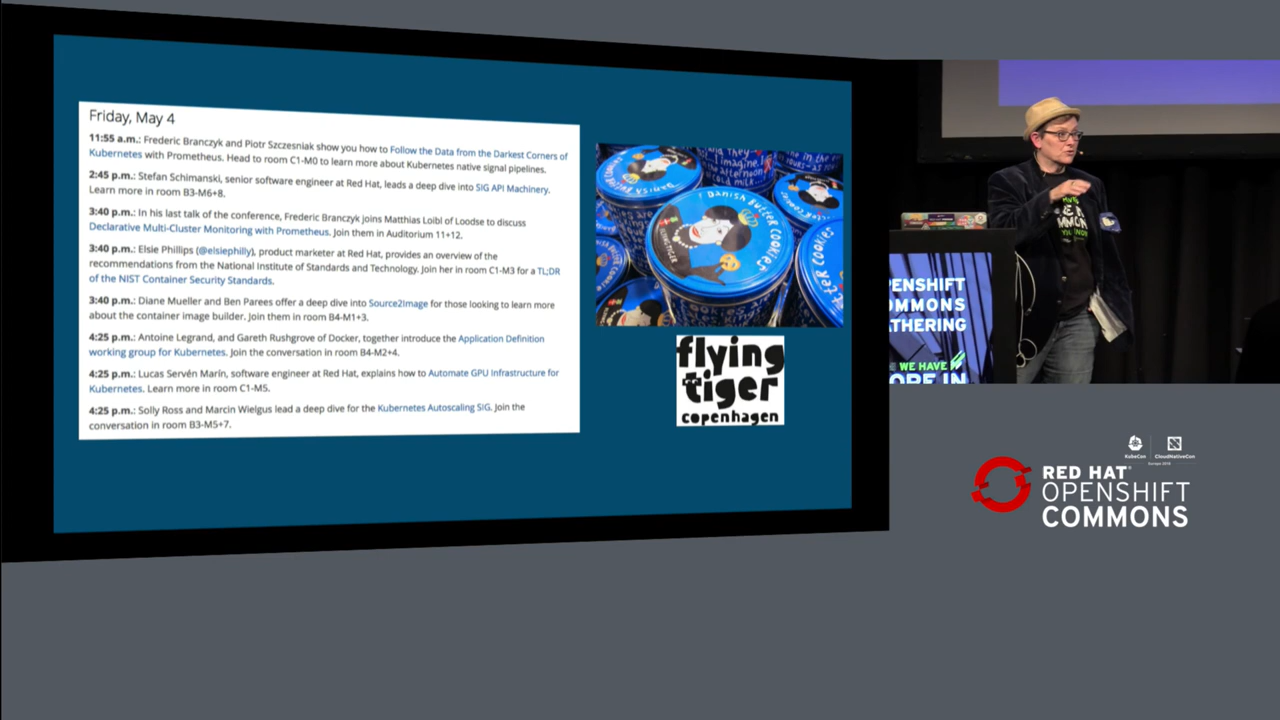 Friday, May 4
11:55 a.m.: Frederic Branczyk and Piotr Szczesniak show you how to Follow the Data from the Darkest Corners of
Kubernetes with Prometheus. Head to room C1-M0 to learn more about Kubernetes native signal pipelines.
2:45 p.m.: Stefan Schimanski, senior software engineer at Red Hat, leads a deep dive into SIG API Machinery.
Learn more in room B3-M6+8.
3:40 p.m.: In his last talk of the conference, Frederic Branczyk joins Matthias Loibl of Loodse to discuss
Declarative Multi-Cluster Monitoring with Prometheus. Join them in Auditorium 11+12.
3:40 p.m.: Elsie Phillips (@elsiephilly), product marketer at Red Hat, provides an overview of the
recommendations from the National Institute of Standards and Technology. Join her in room C1-M3 for a TL;DR
of the NIST Container Security Standards.
3:40 p.m.: Diane Mueller and Ben Parees offer a deep dive into Source2Image for those looking to learn more
about the container image builder. Join them in room B4-M1+3.
4:25 p.m.: Antoine Legrand, and Gareth Rushgrove of Docker, together introduce the Application Definition
working group for Kubernetes. Join the conversation in room B4-M2+4.
4:25 p.m.: Lucas Servén Marín, software engineer at Red Hat, explains how to Automate GPU Infrastructure for
Kubernetes. Learn more in room C1-M5.
4:25 p.m.: Solly Ross and Marcin Wielgus lead a deep dive for the Kubernetes Autoscaling SIG. Join the
conversation in room B3-M5+7.
DANISH BUTTER COOKIES
flying
tiger
copenhagen
ENSHIFT
MMONS
THERING
WE HAVE
ORE IN
KubeCon
CloudNativeCon
Europe 2018
RED HAT
OPENSHIFT
COMMONS